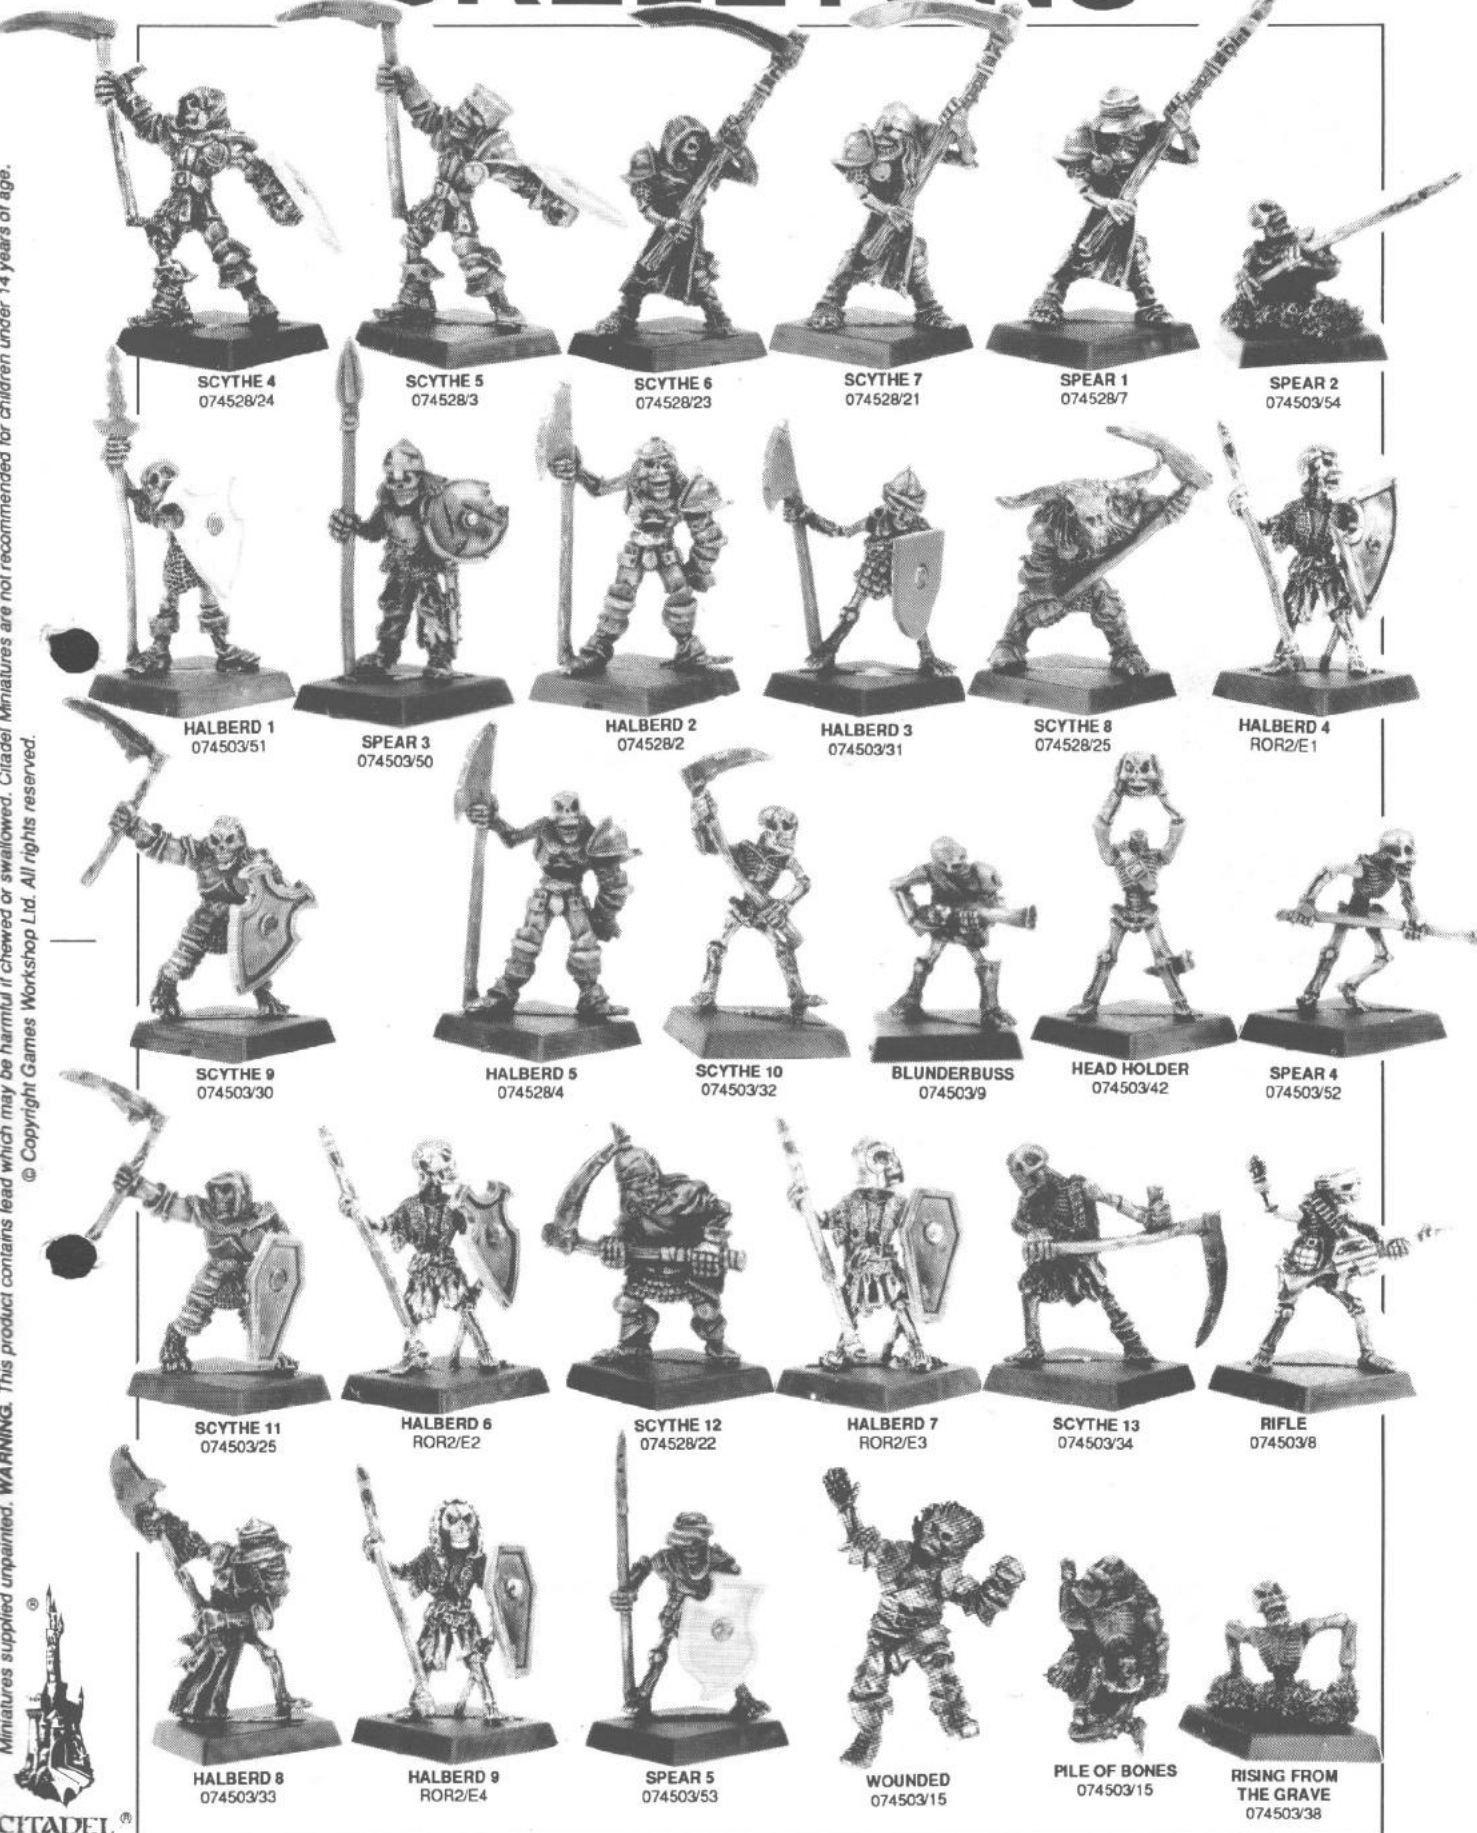 SKELETONS
SCYTHE 4
074528/24
SCYTHE 5
074528/3
SCYTHE 6
074528/23
SCYTHE 7
074528/21
SPEAR 1
074528/7
SPEAR 2
074503/54
HALBERD 1
074503/51
SPEAR 3
074503/50
HALBERD 2
074528/2
HALBERD 3
074503/31
SCYTHE 8
074528/25
HALBERD 4
ROR2/E1
SCYTHE 9
074503/30
HALBERD 5
074528/4
SCYTHE 10
074503/32
BLUNDERBUSS
074503/9
HEAD HOLDER
074503/42
SPEAR 4
074503/52
SCYTHE 11
074503/25
HALBERD 6
ROR2/E2
SCYTHE 12
074528/22
HALBERD 7
ROR2/E3
SCYTHE 13
074503/34
RIFLE
074503/8
HALBERD 8
074503/33
HALBERD 9
ROR2/E4
SPEAR 5
074503/53
WOUNDED
074503/15
PILE OF BONES
074503/15
RISING FROM
THE GRAVE
074503/38
Miniatures supplied unpainted. WARNING. This product contains lead which may be harmful if chewed or swallowed. Citadel Miniatures are not recommended for children under 14 years of age.
© Copyright Games Workshop Ltd. All rights reserved.
®
CITADEL ®